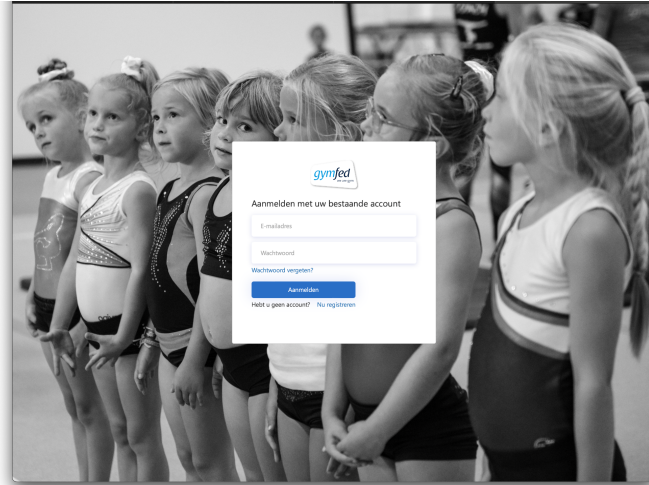 gymfed
Aanmelden met uw bestaande account
E-mailadres
Wachtwoord
Wachtwoord vergeten?
Aanmelden
Hebt u geen account? Nu registreren